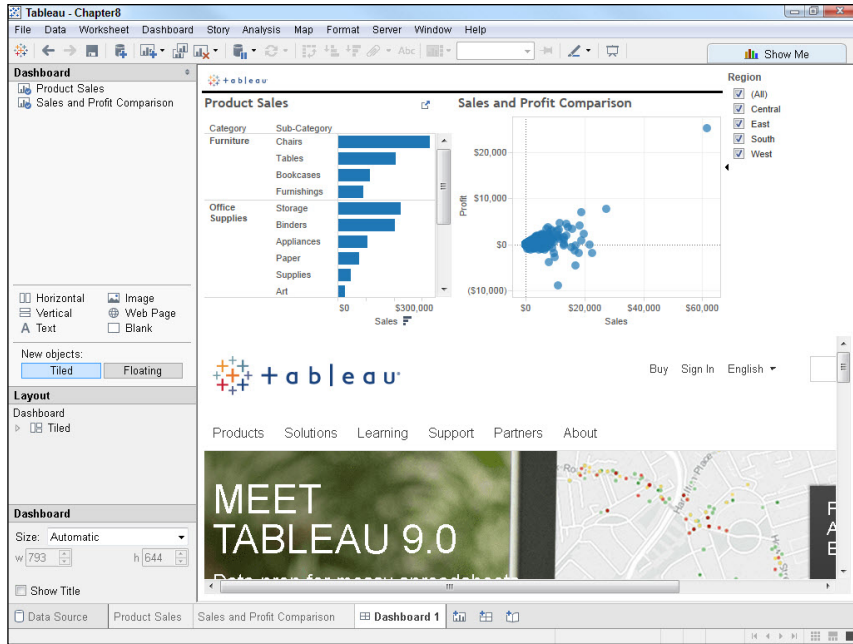 Tableau - Chapter8
File Data Worksheet Dashboard Story Analysis Map Format Server Window Help
Abc
Show Me
Dashboard
Product Sales
Sales and Profit Comparison
Horizontal Image
Vertical Web Page
A Text Blank
New objects:
Tiled Floating
Layout
Dashboard
Tiled
Dashboard
Size: Automatic
w 793 h 644
Show Title
+ableau
Product Sales
Category Sub-Category
Furniture Chairs
Tables
Bookcases
Furnishings
Office Supplies Storage
Binders
Appliances
Paper
Supplies
Art
$0 $300,000
Sales
Sales and Profit Comparison
Profit
$20,000
$10,000
$0
($10,000)
$0 $20,000 $40,000 $60,000
Sales
Region
(All)
Central
East
South
West
+ableau
Buy Sign In English
Products Solutions Learning Support Partners About
MEET
TABLEAU 9.0
F
A
E
Data Source Product Sales Sales and Profit Comparison Dashboard 1